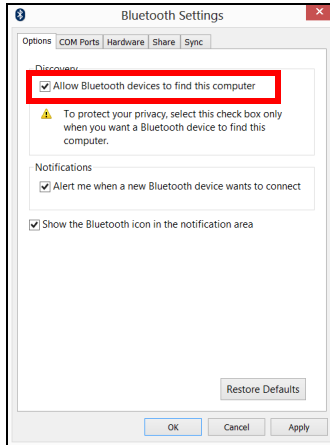 Bluetooth Settings
Options COM Ports Hardware Share Sync
Discovery
Allow Bluetooth devices to find this computer
To protect your privacy, select this check box only
when you want a Bluetooth device to find this
computer.
Notifications
Alert me when a new Bluetooth device wants to connect
Show the Bluetooth icon in the notification area
Restore Defaults
OK Cancel Apply